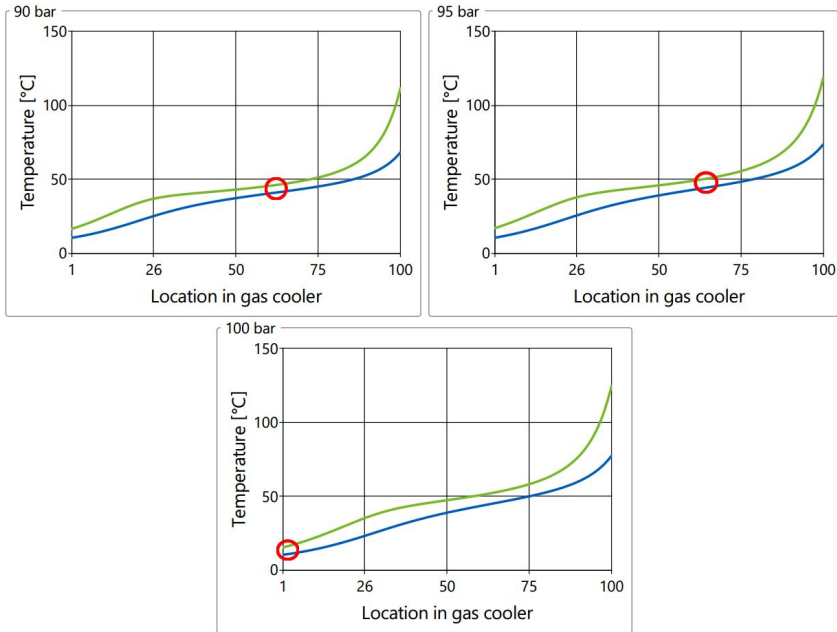 90 bar
Temperature [°C]
150
100
50
0
1 26 50 75 100
Location in gas cooler
95 bar
Temperature [°C]
150
100
50
0
1 26 50 75 100
Location in gas cooler
100 bar
Temperature [°C]
150
100
50
0
1 26 50 75 100
Location in gas cooler